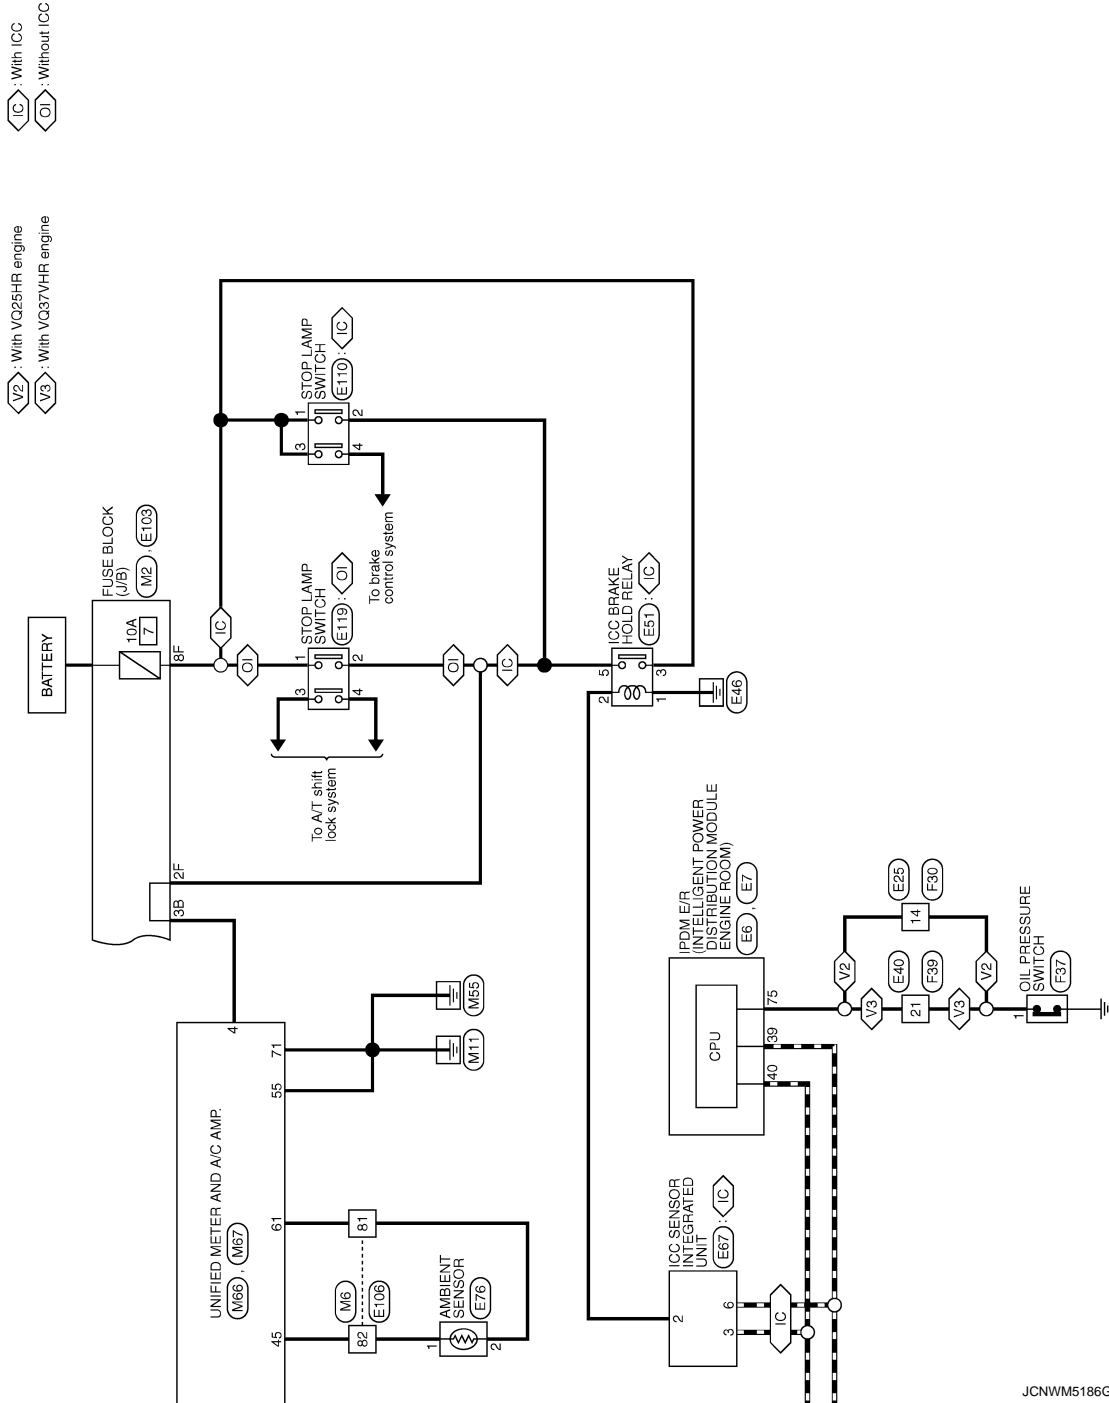 IC : With ICC
OI : Without ICC
V2 : With VQ25HR engine
V3 : With VQ37VHR engine
BATTERY
FUSE BLOCK
(J/B)
M2 , E103
10A
7
8F
2F
3B
IC
OI
STOP LAMP
SWITCH
E110 : IC
1
3
2
4
To brake
control system
STOP LAMP
SWITCH
E119 : OI
1
3
2
4
To A/T shift
lock system
OI
IC
ICC BRAKE
HOLD RELAY
E51 : IC
5
2
3
1
E46
UNIFIED METER AND A/C AMP.
M66 , M67
4
71
55
61
45
M55
M11
81
82
M6
E106
AMBIENT
SENSOR
E76
1
2
IPDM E/R
(INTELLIGENT POWER
DISTRIBUTION MODULE
ENGINE ROOM)
E6 , E7
CPU
75
39
40
V2
V3
E25
F30
14
E40
F39
21
V2
V3
OIL PRESSURE
SWITCH
F37
1
ICC SENSOR
INTEGRATED
UNIT
E67 : IC
2
6
3
IC
JCNWM5186G